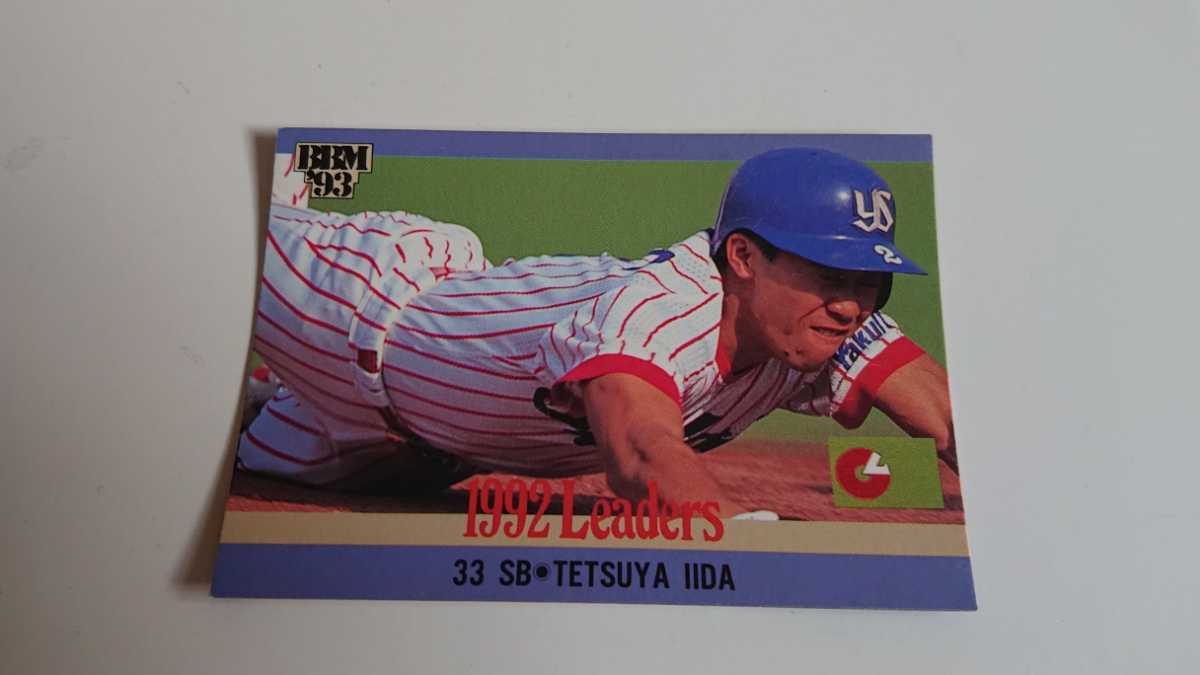 BBM
'93
YS
2
Yakult
1992 Leaders
33 SB•TETSUYA IIDA